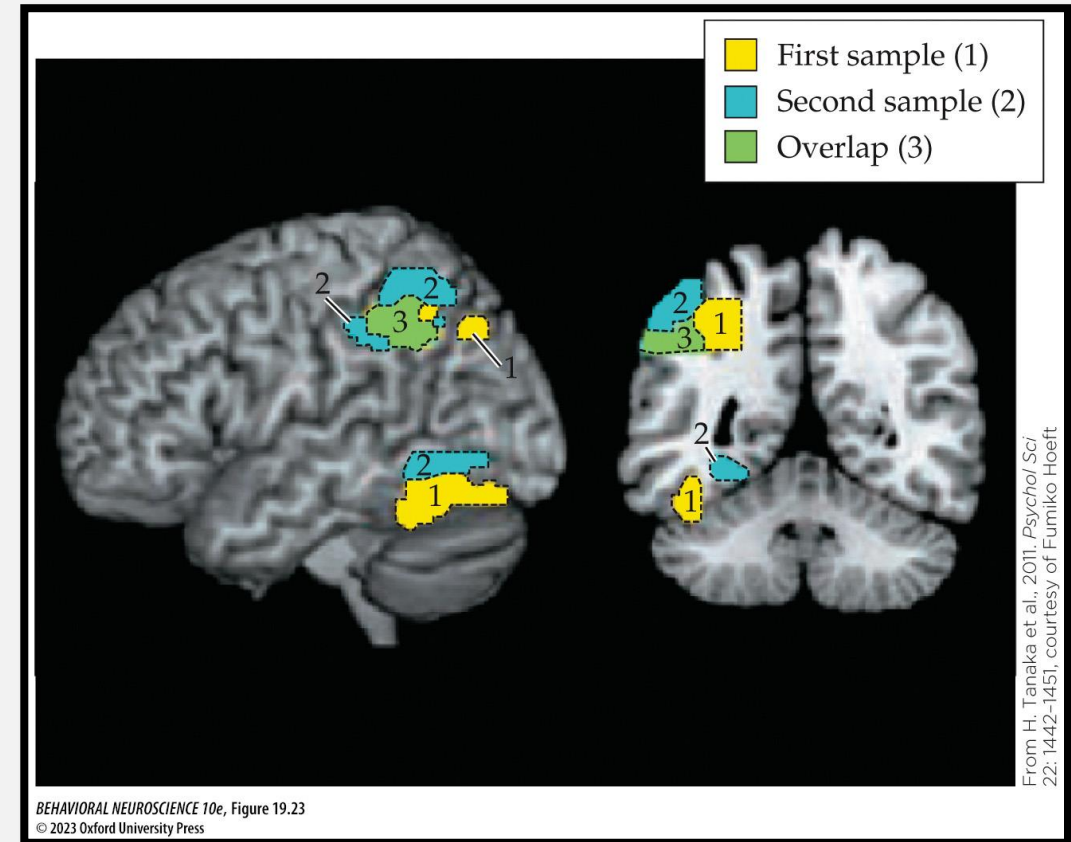 First sample (1)
Second sample (2)
Overlap (3)
2
2
3
1
2
1
2
1
3
2
1
From H. Tanaka et al., 2011. Psychol Sci
22: 1442–1451, courtesy of Fumiko Hoeft
BEHAVIORAL NEUROSCIENCE 10e, Figure 19.23
© 2023 Oxford University Press